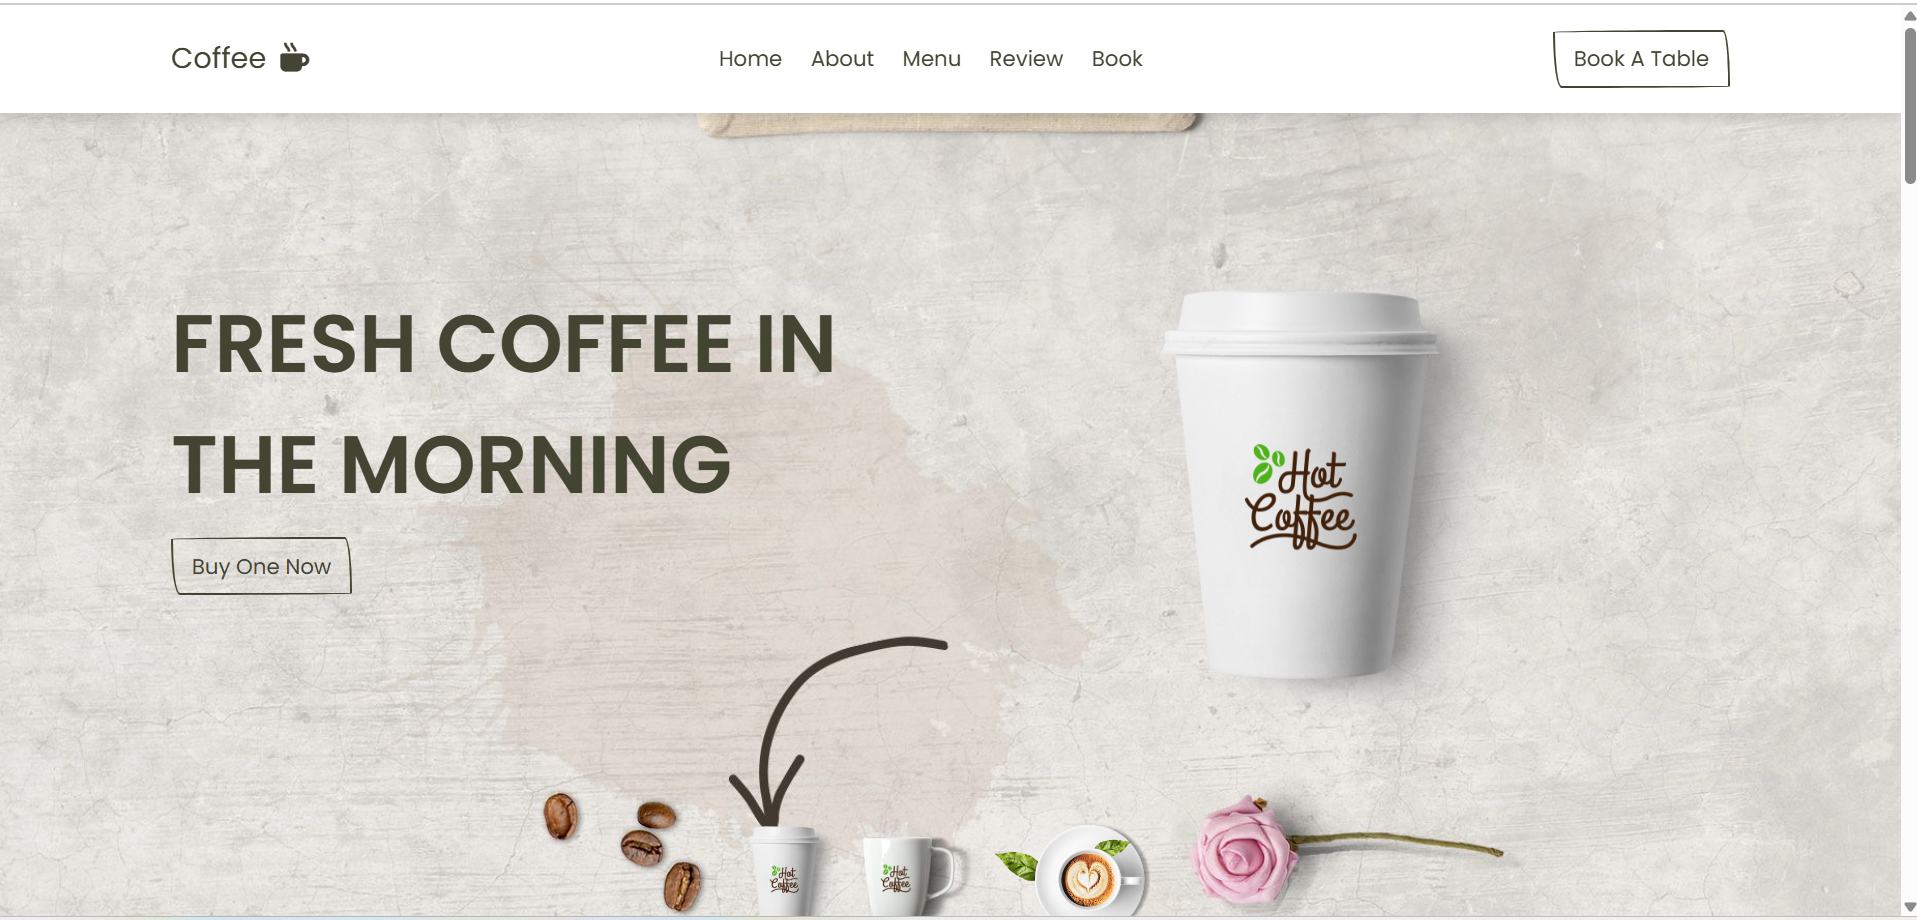 Coffee
Home About Menu Review Book
Book A Table
FRESH COFFEE IN
THE MORNING
Buy One Now
Hot
Coffee
Hot
Coffee
Hot
Coffee